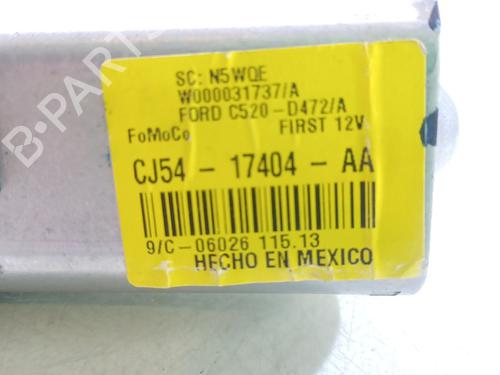 SC: N5WQE
W000031737/A
FORD C520-D472/A
FoMoCo FIRST 12V
CJ54 - 17404 - AA
9/C-06026 115.13
HECHO EN MEXICO
B-PARTS